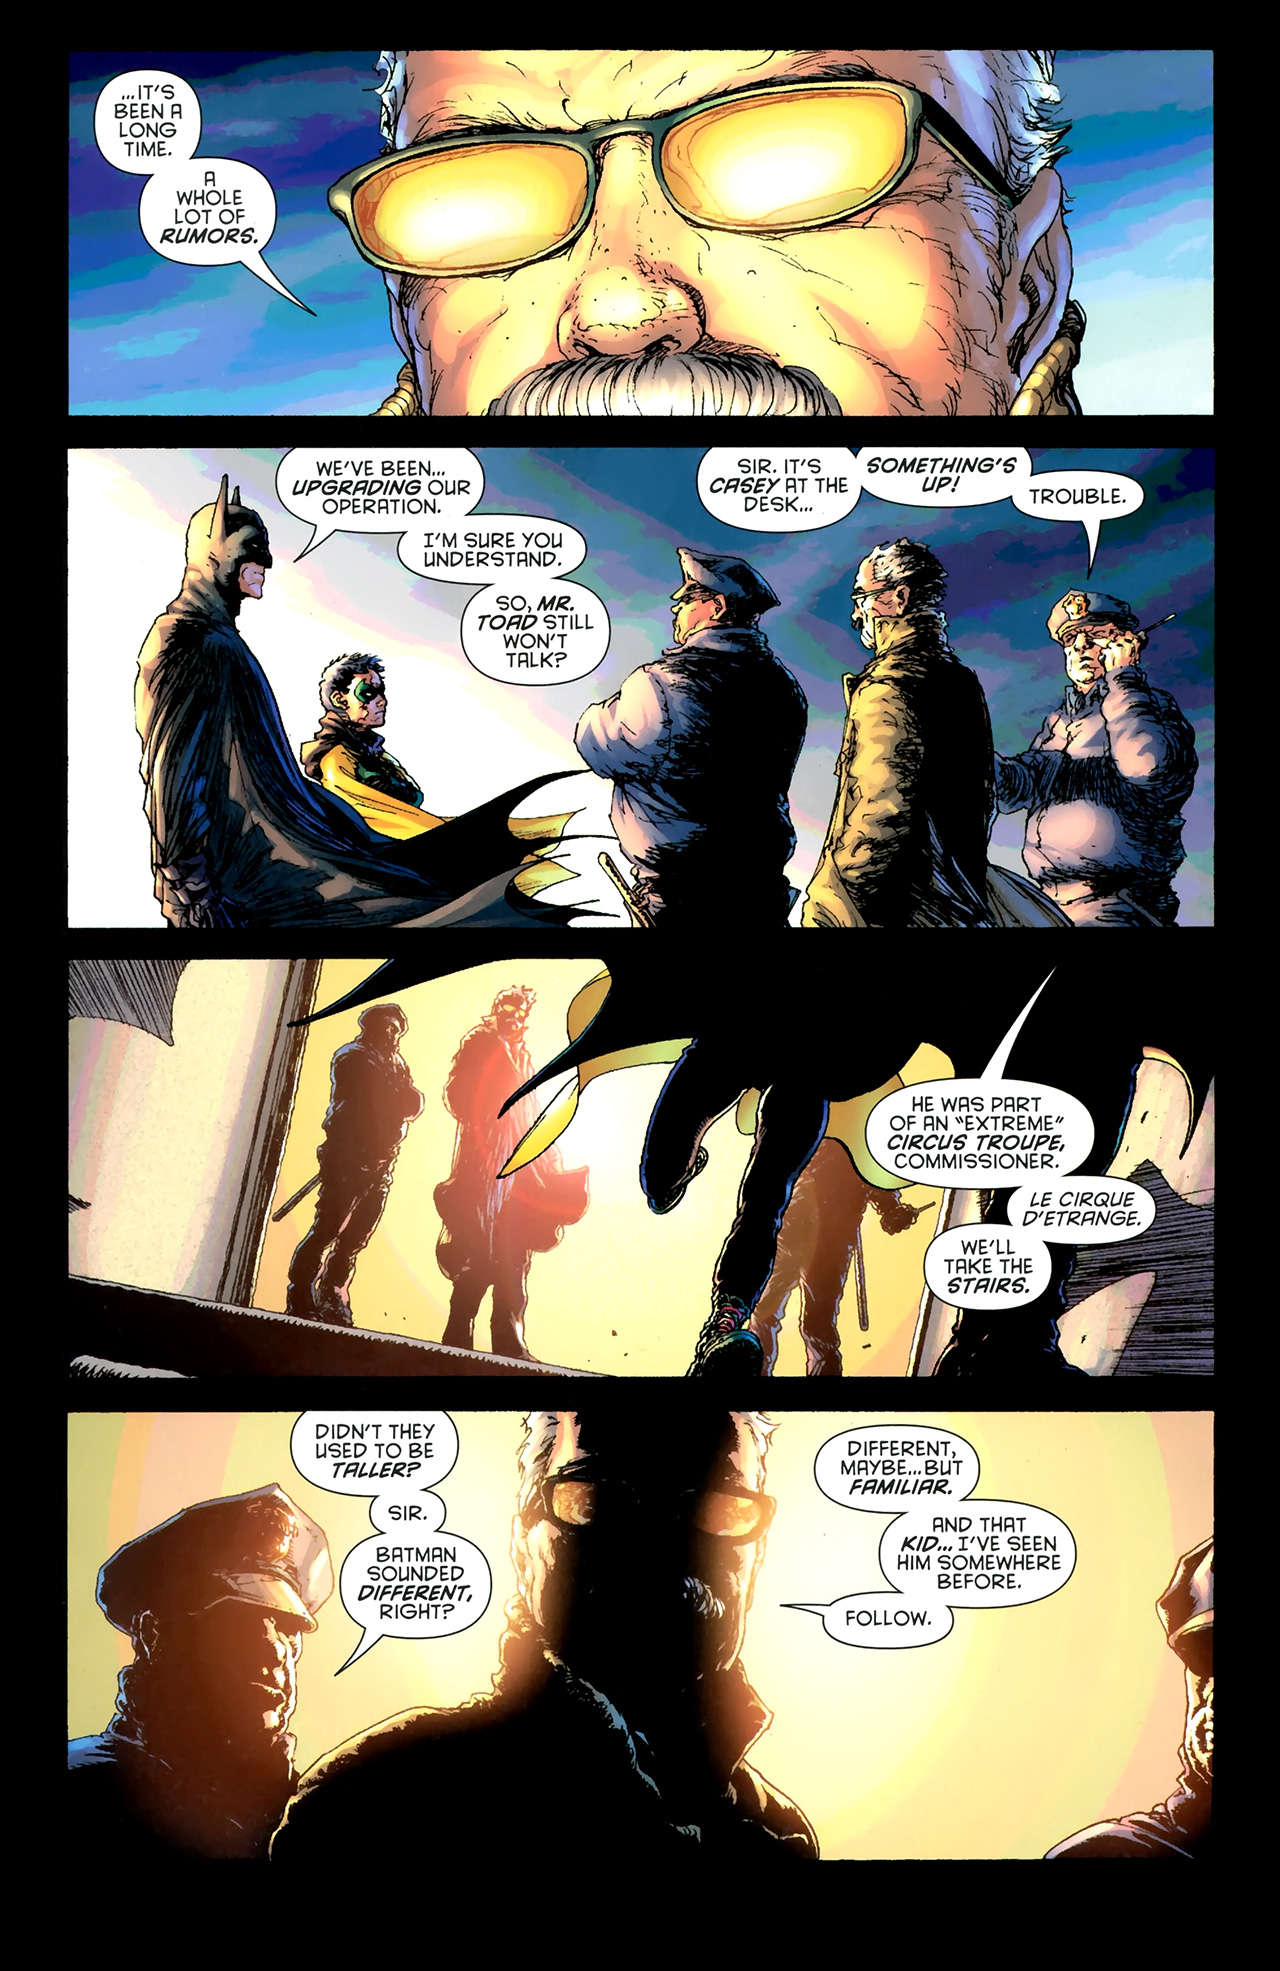 ...IT'S
BEEN A
LONG
TIME.
A
WHOLE
LOT OF
RUMORS.
WE'VE BEEN...
UPGRADING OUR
OPERATION.
I'M SURE YOU
UNDERSTAND.
SO, MR.
TOAD STILL
WON'T
TALK?
SIR. IT'S
CASEY AT THE
DESK...
SOMETHING'S
UP!
TROUBLE.
HE WAS PART
OF AN "EXTREME"
CIRCUS TROUPE,
COMMISSIONER.
LE CIRQUE
D'ETRANGE.
WE'LL
TAKE THE
STAIRS.
DIDN'T THEY
USED TO BE
TALLER?
SIR.
BATMAN
SOUNDED
DIFFERENT,
RIGHT?
DIFFERENT,
MAYBE...BUT
FAMILIAR.
AND THAT
KID... I'VE SEEN
HIM SOMEWHERE
BEFORE.
FOLLOW.